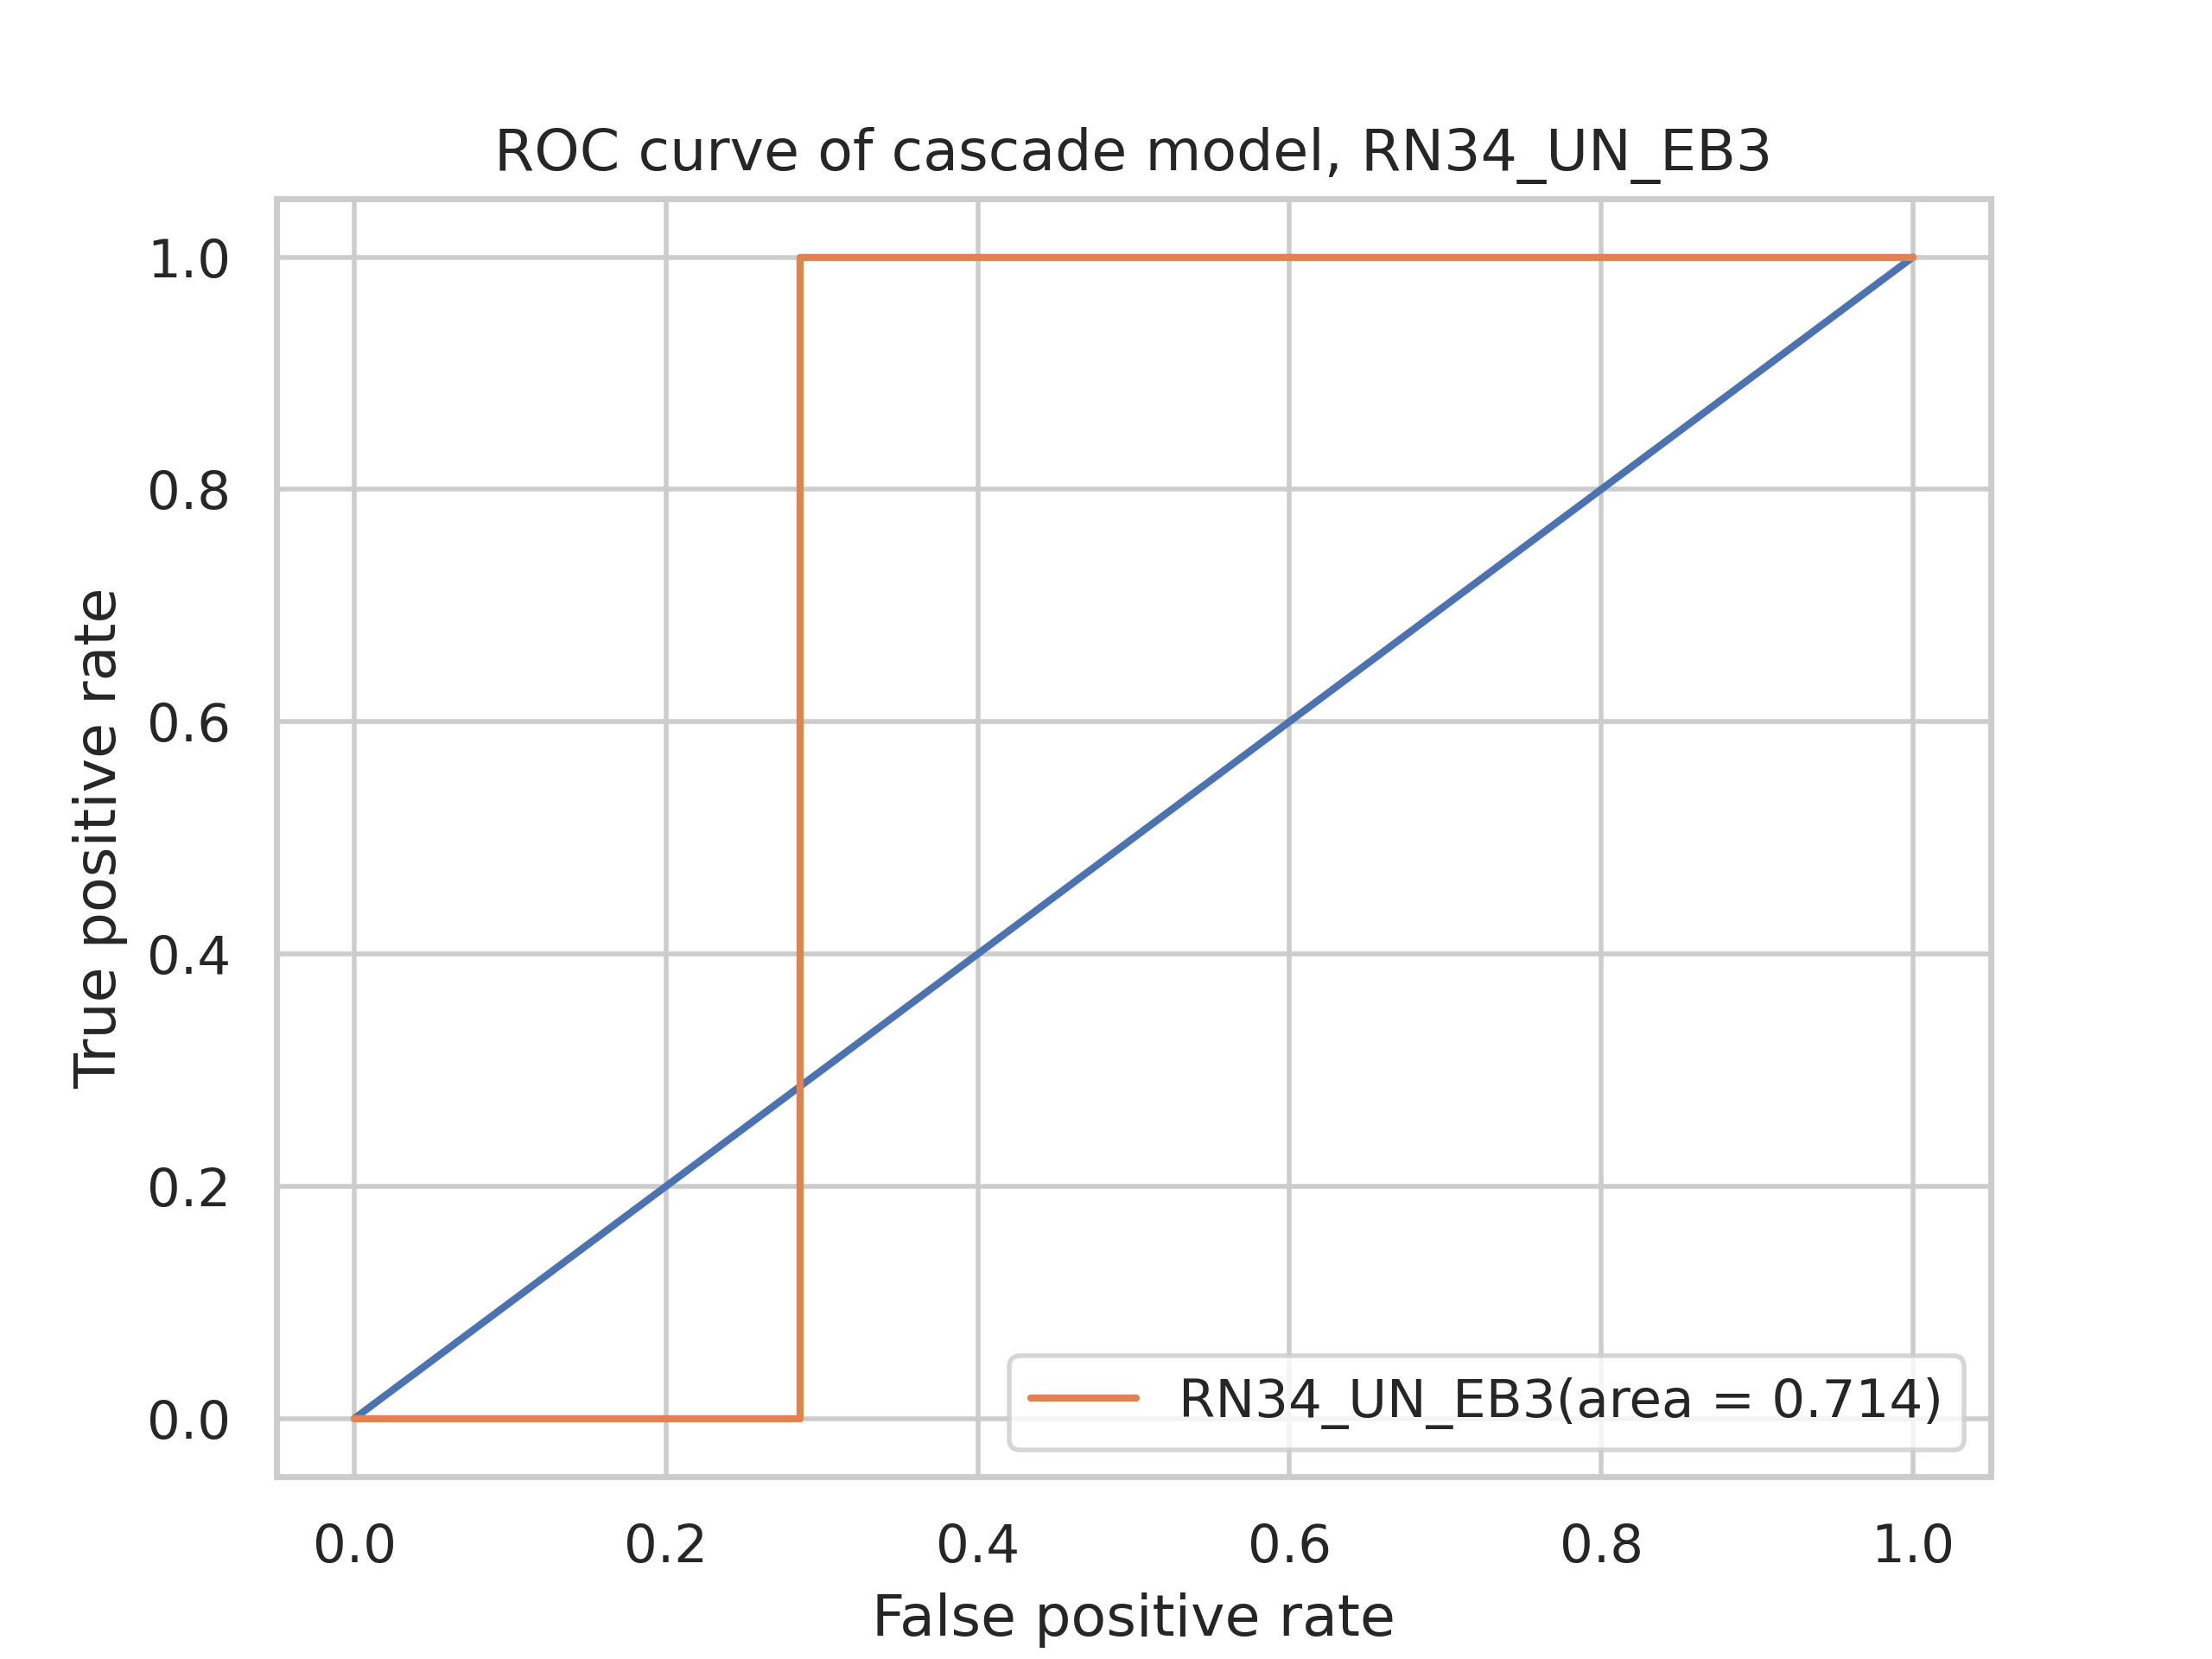 ROC curve of cascade model, RN34_UN_EB3
True positive rate
1.0
0.8
0.6
0.4
0.2
0.0
RN34_UN_EB3(area = 0.714)
0.0 0.2 0.4 0.6 0.8 1.0
False positive rate